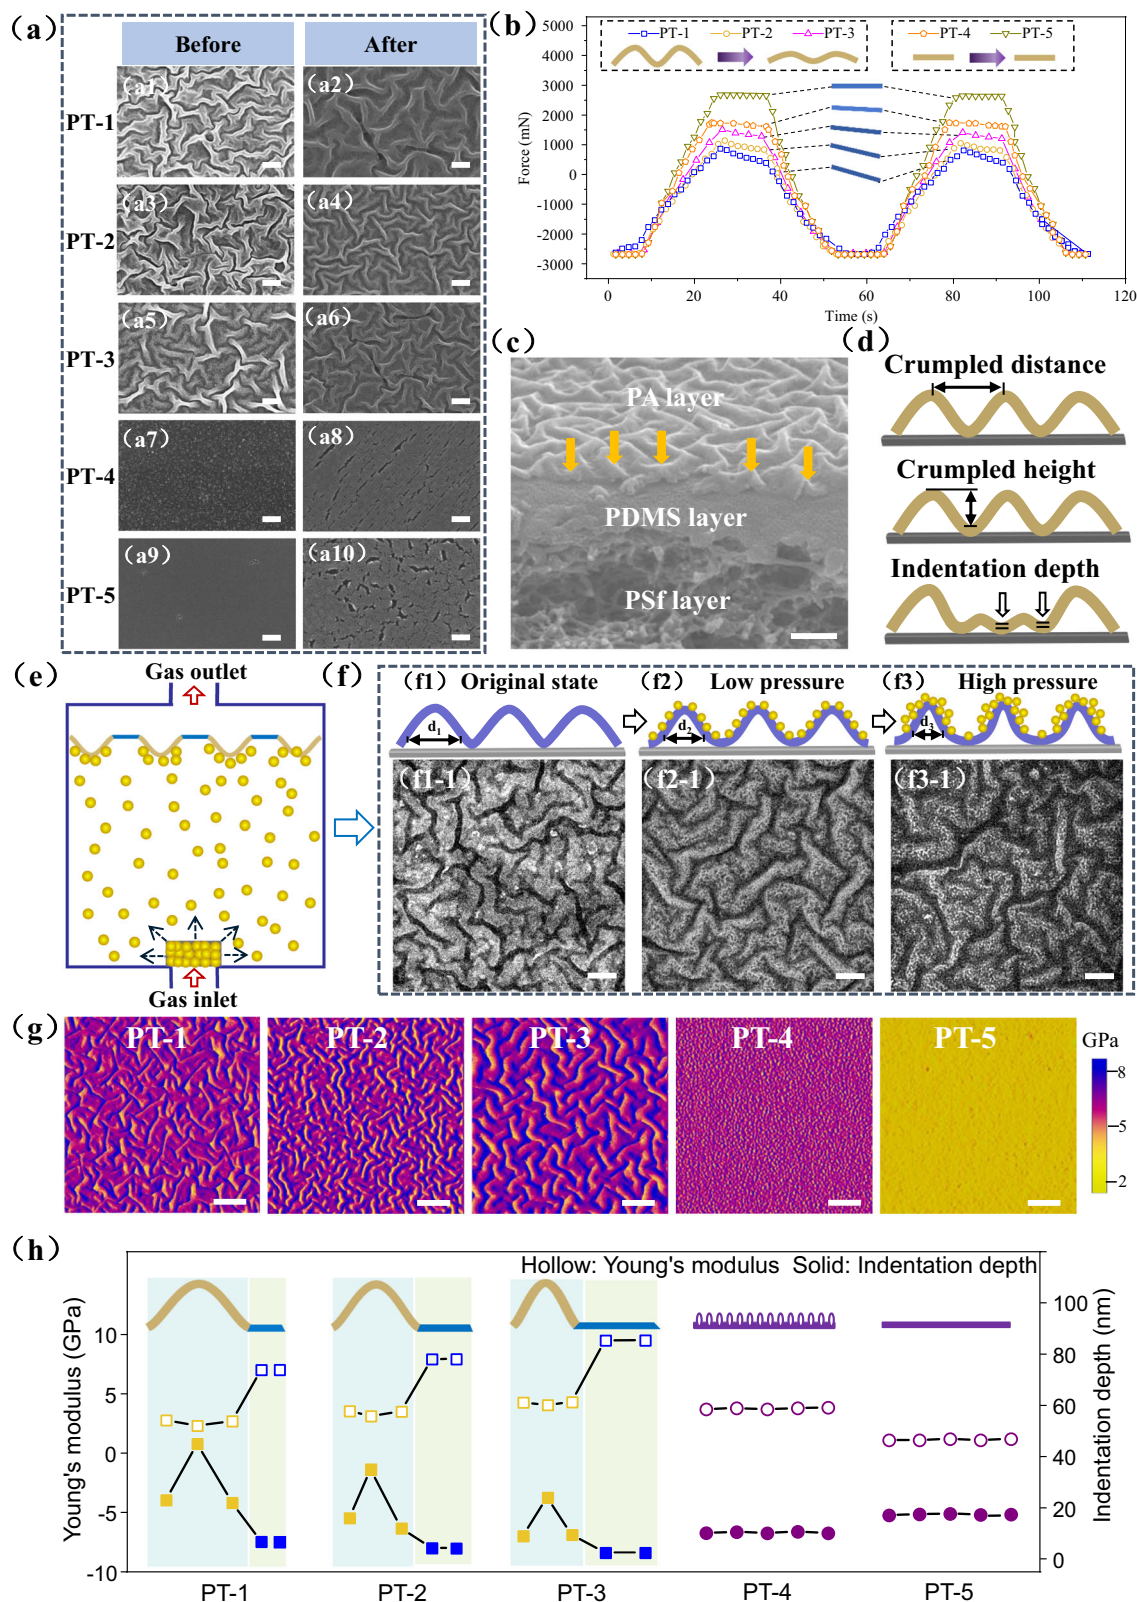 (a)
Before
After
PT-1
(a1)
(a2)
PT-2
(a3)
(a4)
PT-3
(a5)
(a6)
PT-4
(a7)
(a8)
PT-5
(a9)
(a10)
(b)
PT-1
PT-2
PT-3
PT-4
PT-5
Force (mN)
5000
4000
3000
2000
1000
0
-1000
-2000
-3000
0
20
40
60
80
100
120
Time (s)
(c)
PA layer
PDMS layer
PSf layer
(d)
Crumpled distance
Crumpled height
Indentation depth
(e)
Gas outlet
Gas inlet
(f)
(f1) Original state
(f2) Low pressure
(f3) High pressure
d1
d2
d3
(f1-1)
(f2-1)
(f3-1)
(g)
PT-1
PT-2
PT-3
PT-4
PT-5
GPa
8
5
2
(h)
Hollow: Young's modulus Solid: Indentation depth
Young's modulus (GPa)
10
5
0
-5
-10
Indentation depth (nm)
100
80
60
40
20
0
PT-1
PT-2
PT-3
PT-4
PT-5